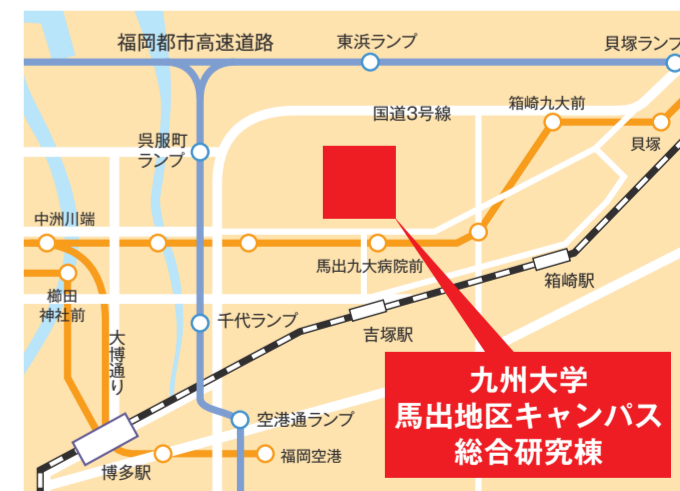 福岡都市高速道路
東浜ランプ
貝塚ランプ
国道3号線
箱崎九大前
貝塚
呉服町
ランプ
中洲川端
馬出九大病院前
箱崎駅
櫛田
神社前
千代ランプ
吉塚駅
大博通り
九州大学
馬出地区キャンパス
総合研究棟
空港通ランプ
博多駅
福岡空港